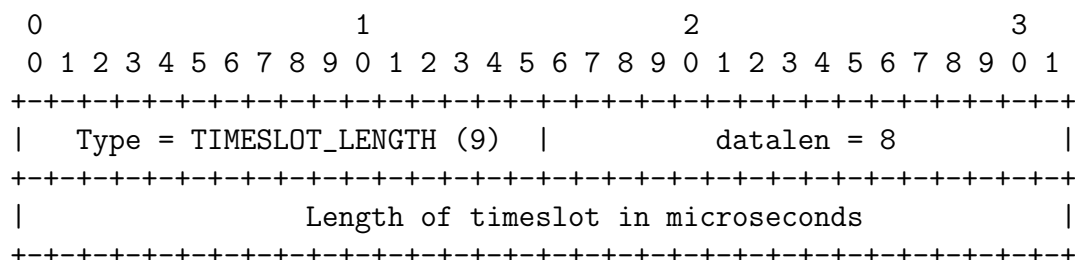 0                   1                   2                   3
 0 1 2 3 4 5 6 7 8 9 0 1 2 3 4 5 6 7 8 9 0 1 2 3 4 5 6 7 8 9 0 1
+-+-+-+-+-+-+-+-+-+-+-+-+-+-+-+-+-+-+-+-+-+-+-+-+-+-+-+-+-+-+-+-+
|   Type = TIMESLOT_LENGTH (9)  |          datalen = 8          |
+-+-+-+-+-+-+-+-+-+-+-+-+-+-+-+-+-+-+-+-+-+-+-+-+-+-+-+-+-+-+-+-+
|                 Length of timeslot in microseconds            |
+-+-+-+-+-+-+-+-+-+-+-+-+-+-+-+-+-+-+-+-+-+-+-+-+-+-+-+-+-+-+-+-+